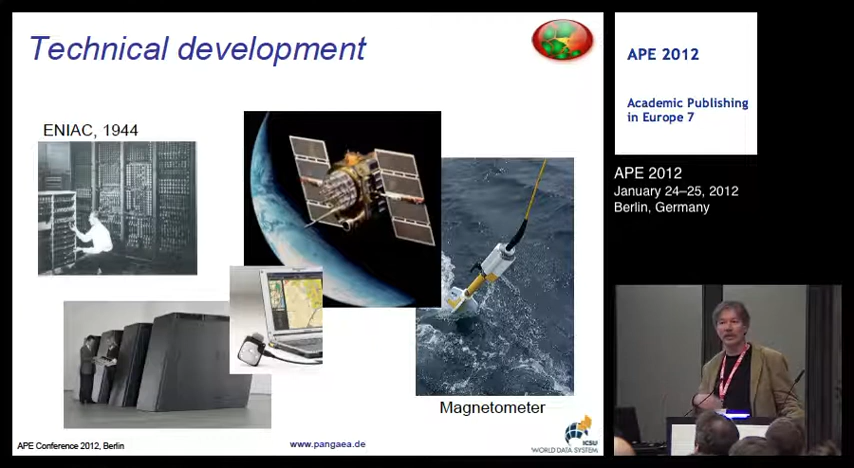 Technical development
ENIAC, 1944
Magnetometer
APE Conference 2012, Berlin
www.pangaea.de
ICSU
WORLD DATA SYSTEM
APE 2012
Academic Publishing
in Europe 7
APE 2012
January 24–25, 2012
Berlin, Germany